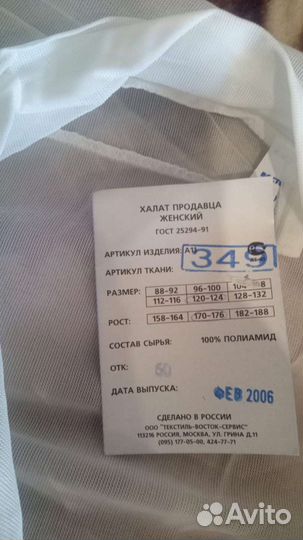 ХАЛАТ ПРОДАВЦА
ЖЕНСКИЙ
ГОСТ 25294-91
АРТИКУЛ ИЗДЕЛИЯ:
АРТИКУЛ ТКАНИ: 349
РАЗМЕР: 88-92 96-100
112-116 120-124 128-132
РОСТ: 158-164 170-176 182-188
СОСТАВ СЫРЬЯ: 100% ПОЛИАМИД
ОТК: 60
ДАТА ВЫПУСКА: ФЕВ 2006
СДЕЛАНО В РОССИИ
ООО "ТЕКСТИЛЬ-ВОСТОК-СЕРВИС"
113216 РОССИЯ, МОСКВА, УЛ. ГРИНА Д.11
(095) 177-05-00, 424-77-71
Avito